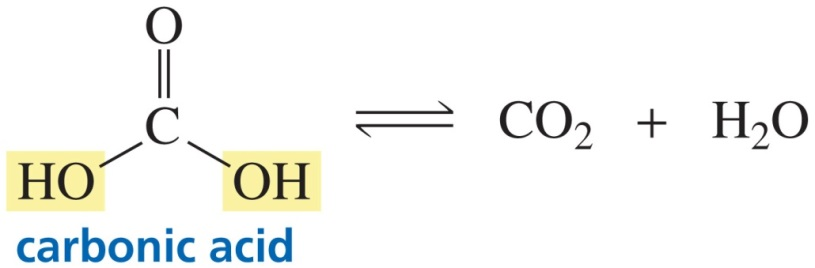 O
C
HO OH ⇌ CO₂ + H₂O
carbonic acid